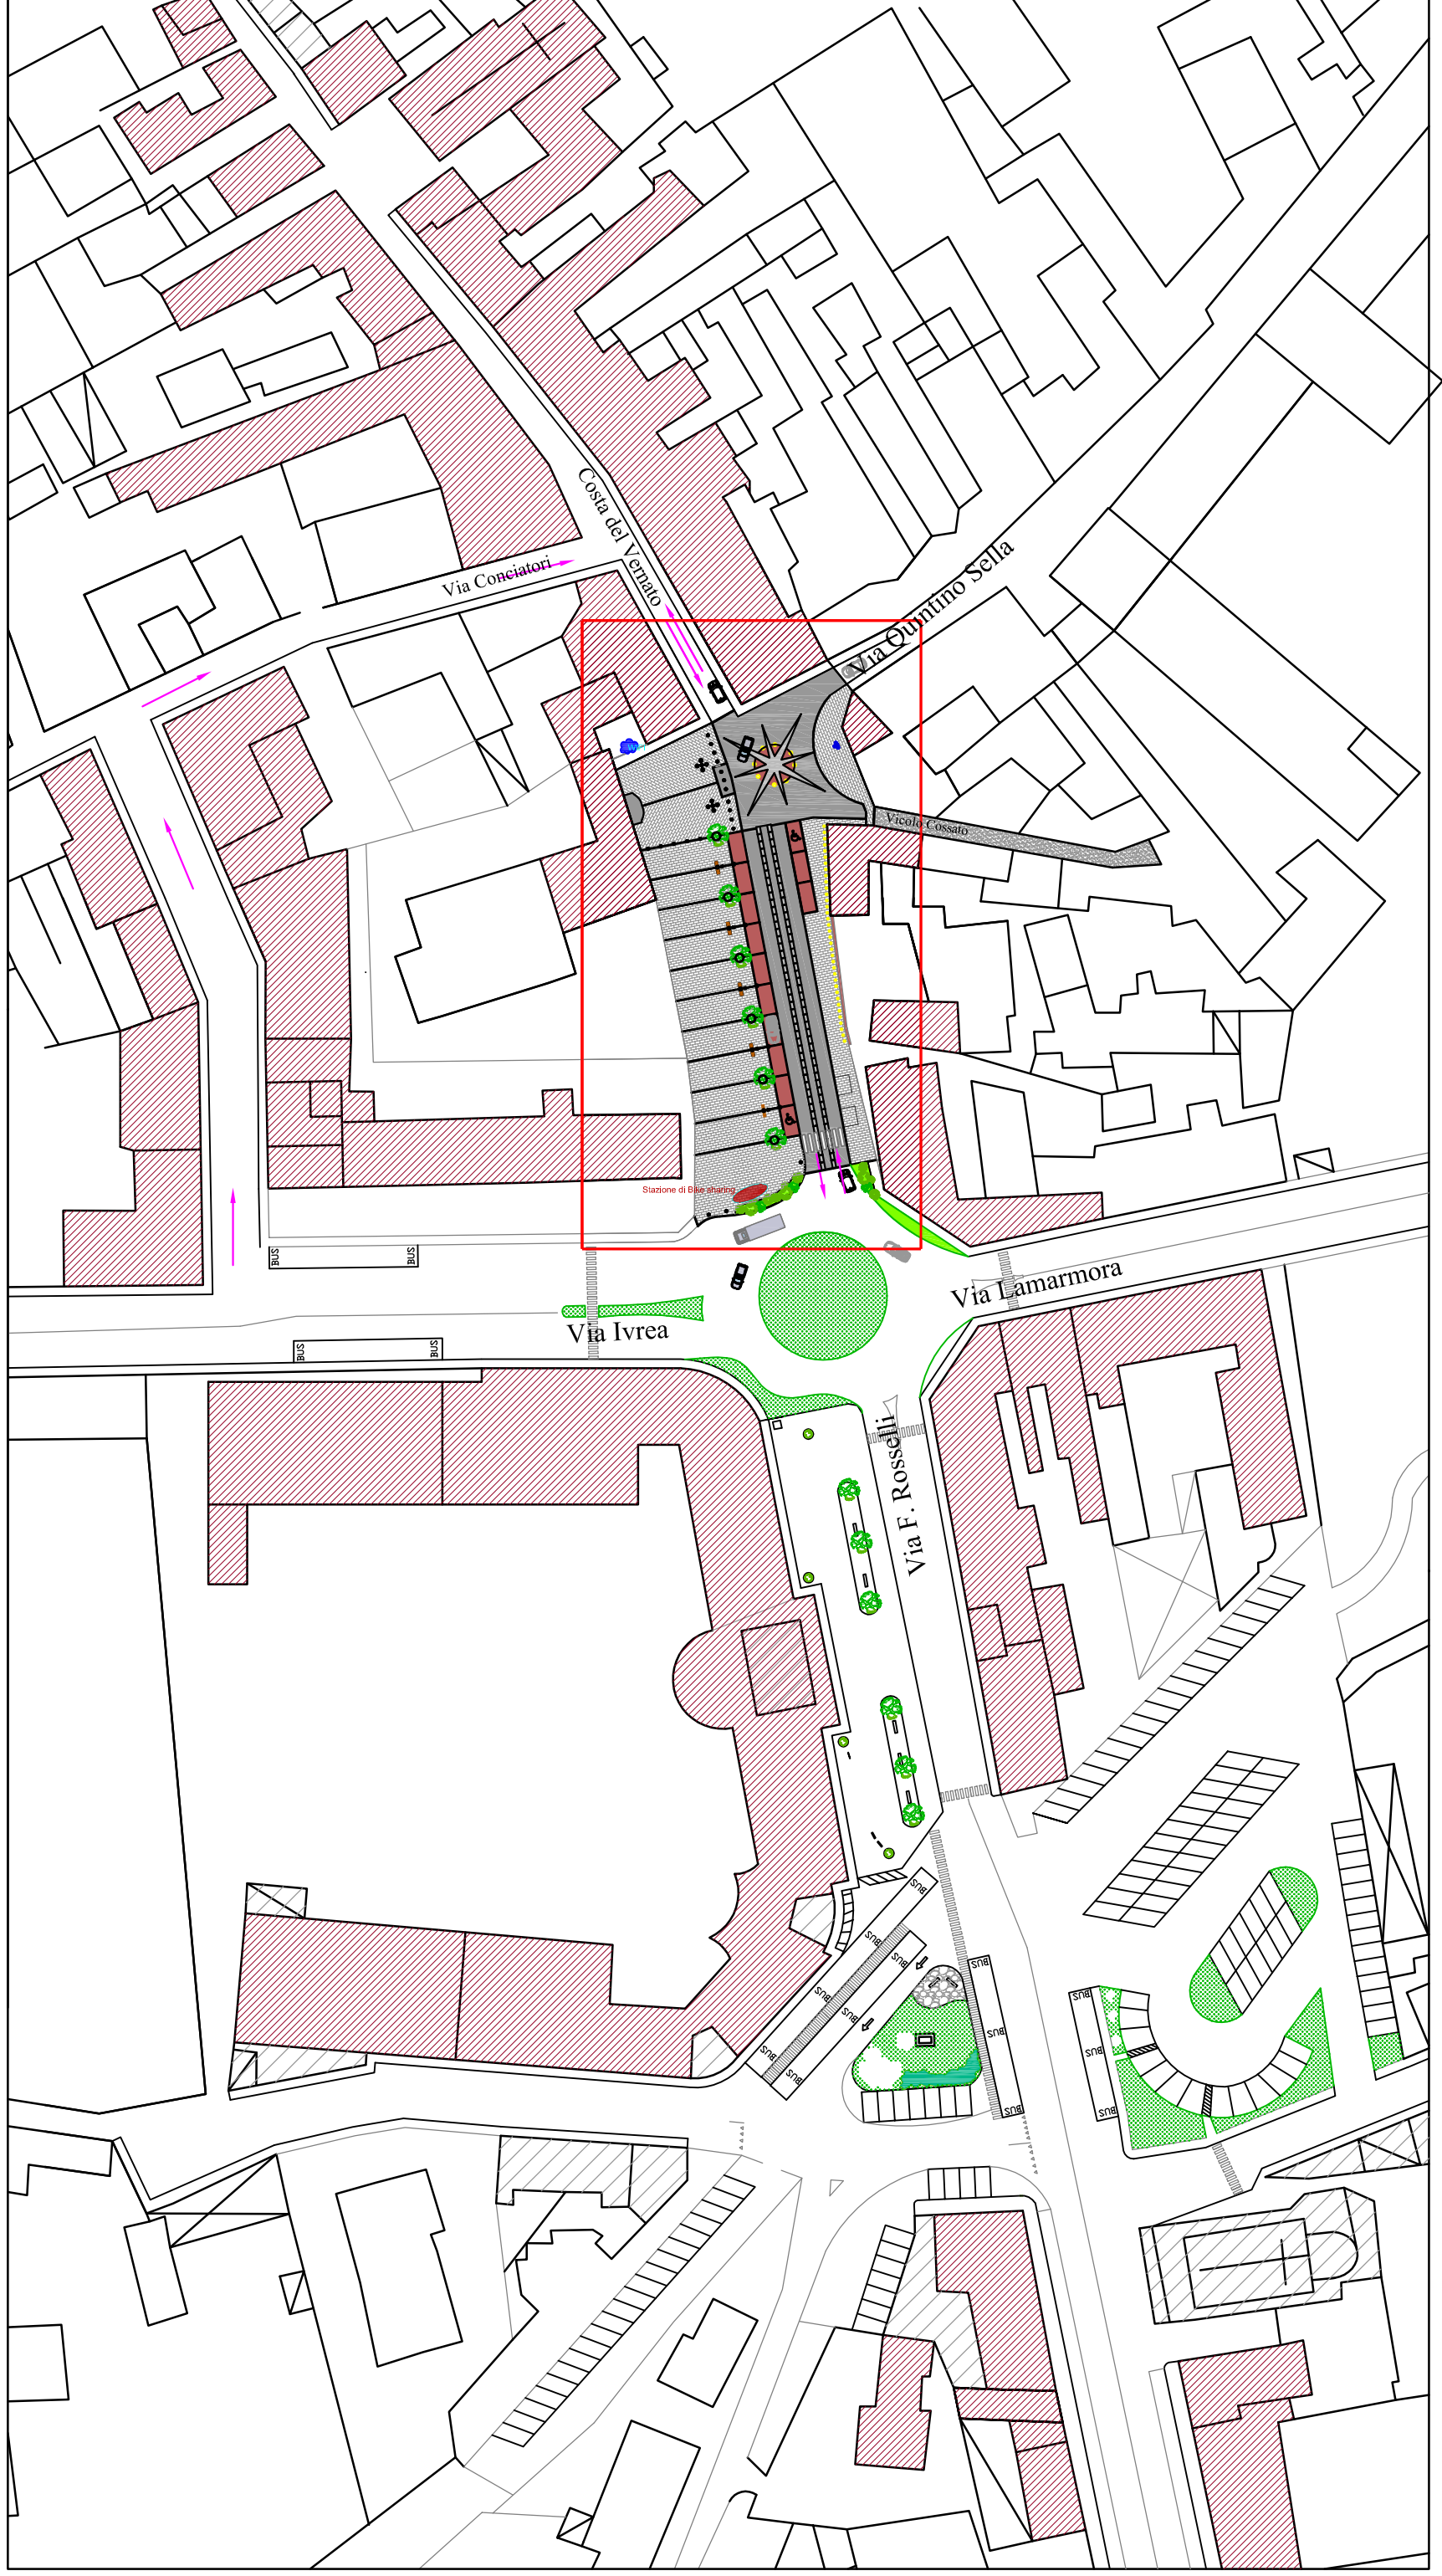 Costa del Vernato
Via Conciatori
Via Quintino Sella
Vicolo Cossato
Stazione di Bike sharing
BUS
Via Lamarmora
Via Ivrea
BUS
BUS
BUS
Via F. Rosselli
BUS
BUS
BUS
BUS
BUS
BUS
BUS
BUS
BUS
BUS
BUS
BUS
BUS